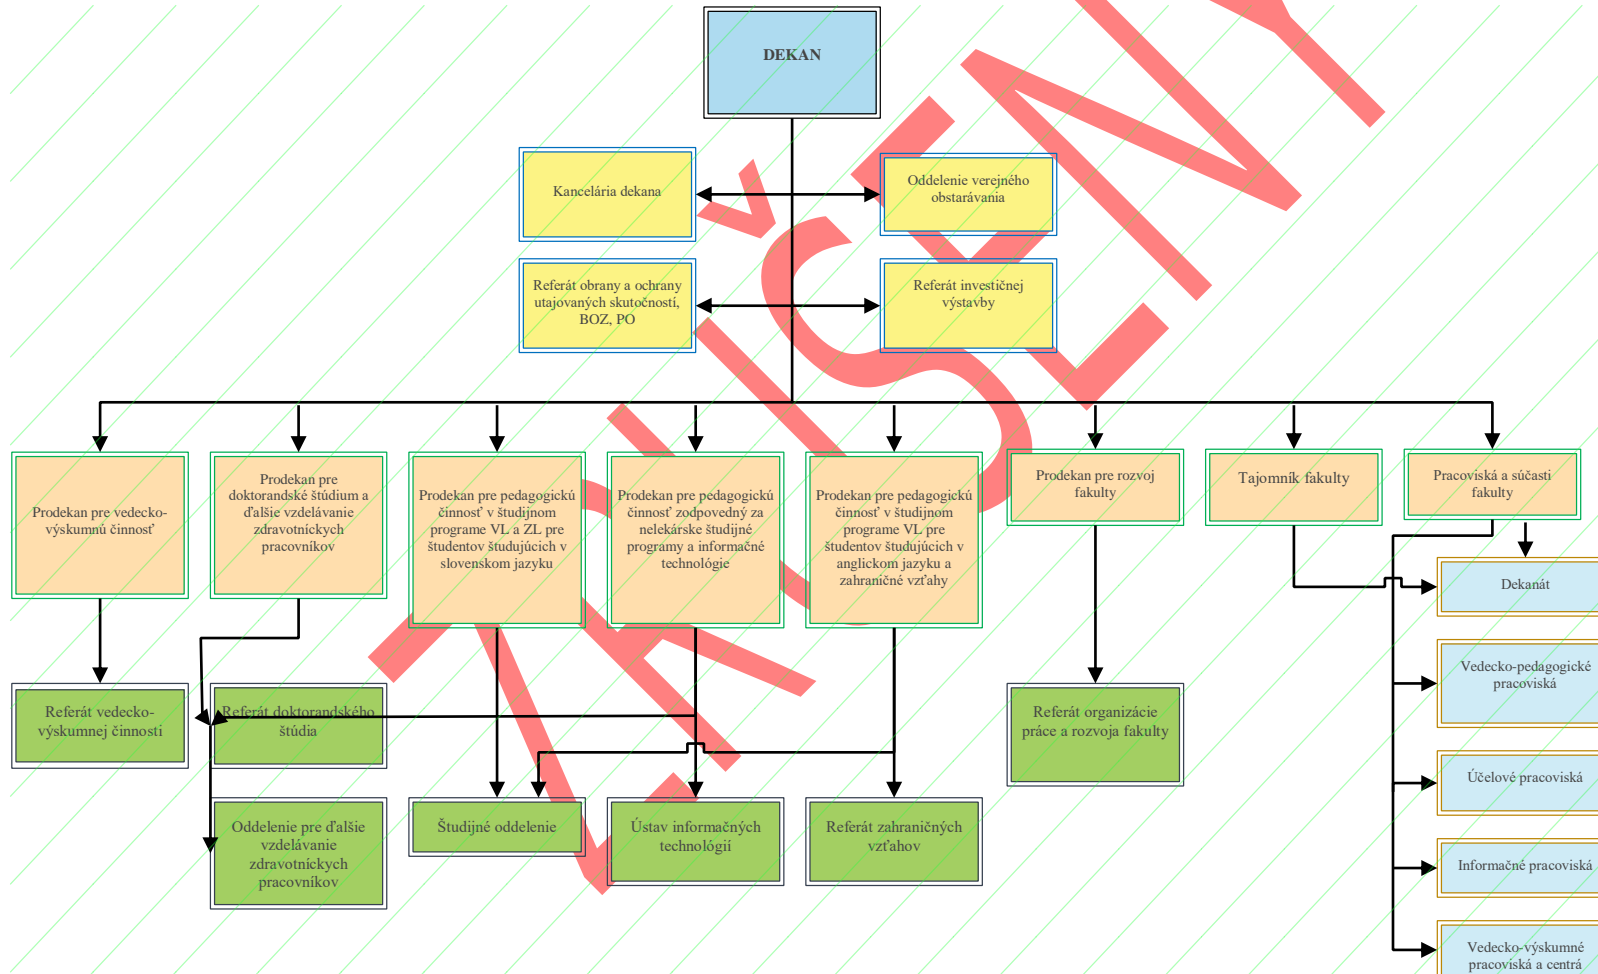 DEKAN
Kancelária dekana
Oddelenie verejného
obstarávania
Referát obrany a ochrany
utajovaných skutočností,
BOZ, PO
Referát investičnej
výstavby
Prodekan pre vedecko-
výskumnú činnosť
Prodekan pre
doktorandské štúdium a
ďalšie vzdelávanie
zdravotníckych
pracovníkov
Prodekan pre pedagogickú
činnosť v študijnom
programe VL a ZL pre
študentov študujúcich v
slovenskom jazyku
Prodekan pre pedagogickú
činnosť zodpovedný za
nelekárske študijné
programy a informačné
technológie
Prodekan pre pedagogickú
činnosť v študijnom
programe VL pre
študentov študujúcich v
anglickom jazyku a
zahraničné vzťahy
Prodekan pre rozvoj
fakulty
Tajomník fakulty
Pracoviská a súčasti
fakulty
Dekanát
Vedecko-pedagogické
pracoviská
Účelové pracoviská
Informačné pracoviská
Vedecko-výskumné
pracoviská a centrá
Referát vedecko-
výskumnej činnosti
Referát doktorandského
štúdia
Referát organizácie
práce a rozvoja fakulty
Oddelenie pre ďalšie
vzdelávanie
zdravotníckych
pracovníkov
Študijné oddelenie
Ústav informačných
technológií
Referát zahraničných
vzťahov